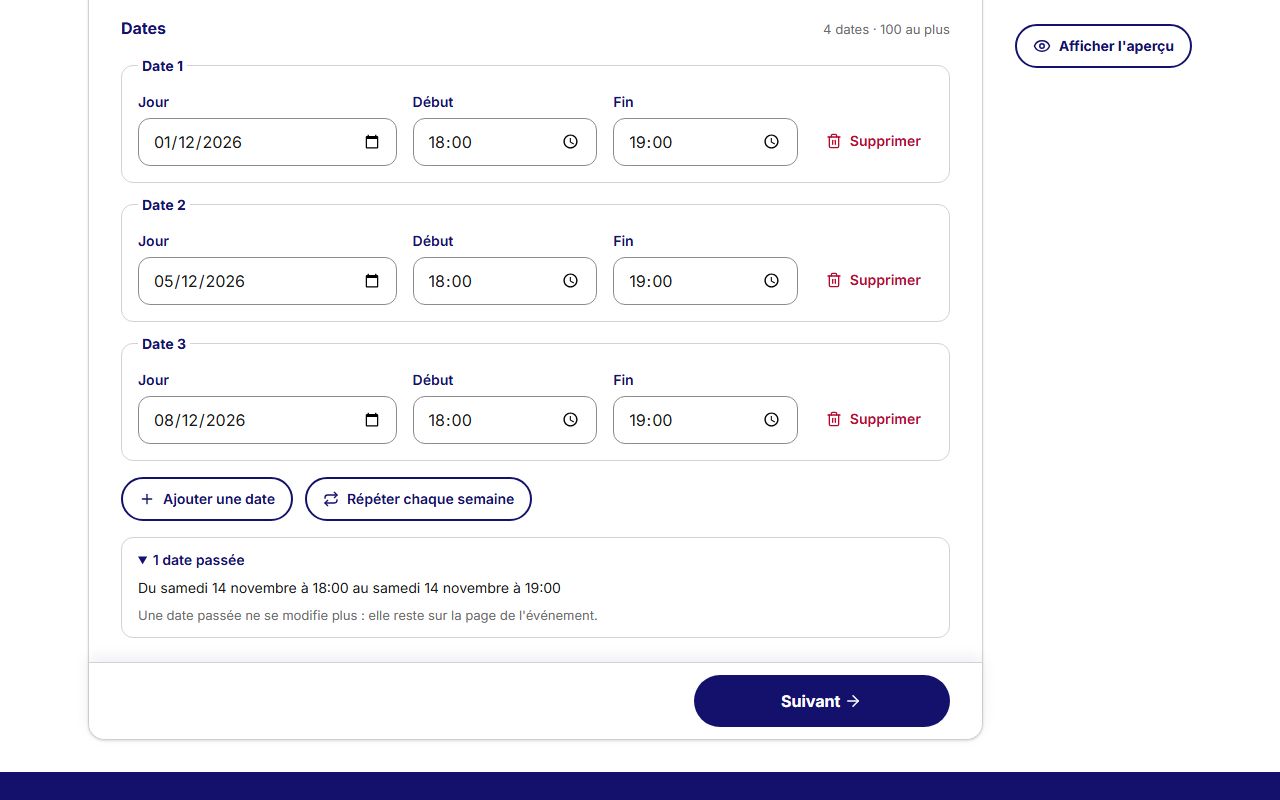 Dates
4 dates · 100 au plus
Afficher l'aperçu
Date 1
Jour
Début
Fin
01/12/2026
18:00
19:00
Supprimer
Date 2
Jour
Début
Fin
05/12/2026
18:00
19:00
Supprimer
Date 3
Jour
Début
Fin
08/12/2026
18:00
19:00
Supprimer
Ajouter une date
Répéter chaque semaine
1 date passée
Du samedi 14 novembre à 18:00 au samedi 14 novembre à 19:00
Une date passée ne se modifie plus : elle reste sur la page de l'événement.
Suivant →